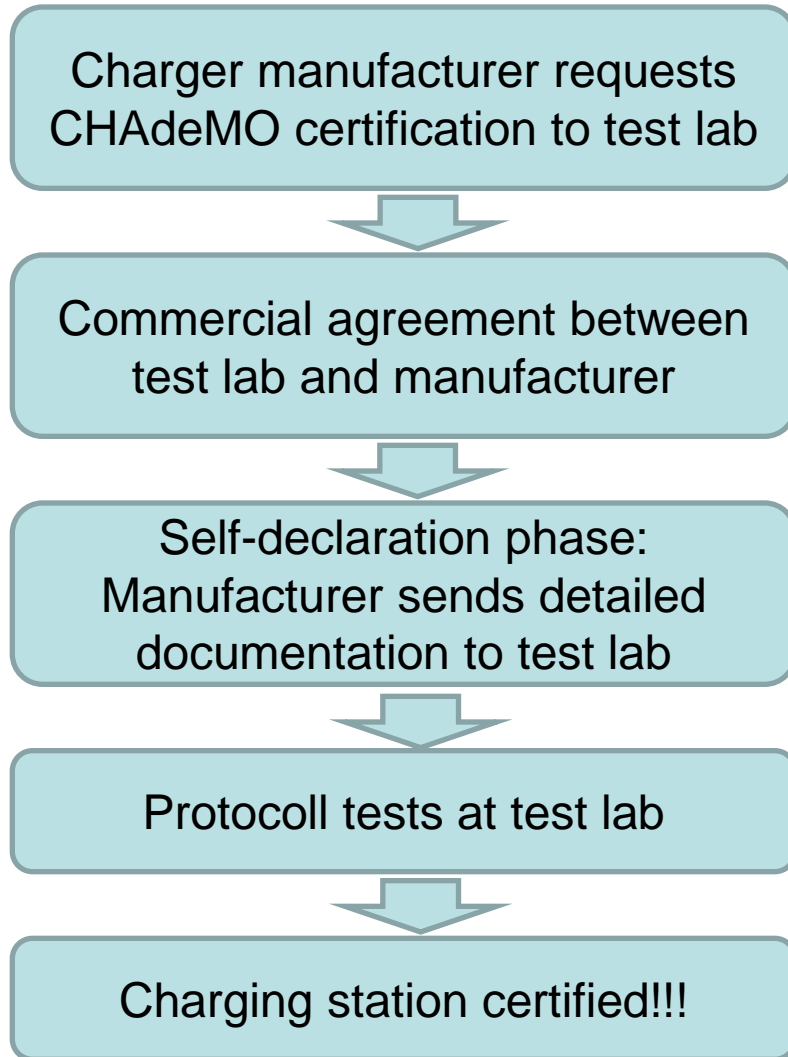 Charger manufacturer requests
CHAdeMO certification to test lab
Commercial agreement between
test lab and manufacturer
Self-declaration phase:
Manufacturer sends detailed
documentation to test lab
Protocoll tests at test lab
Charging station certified!!!